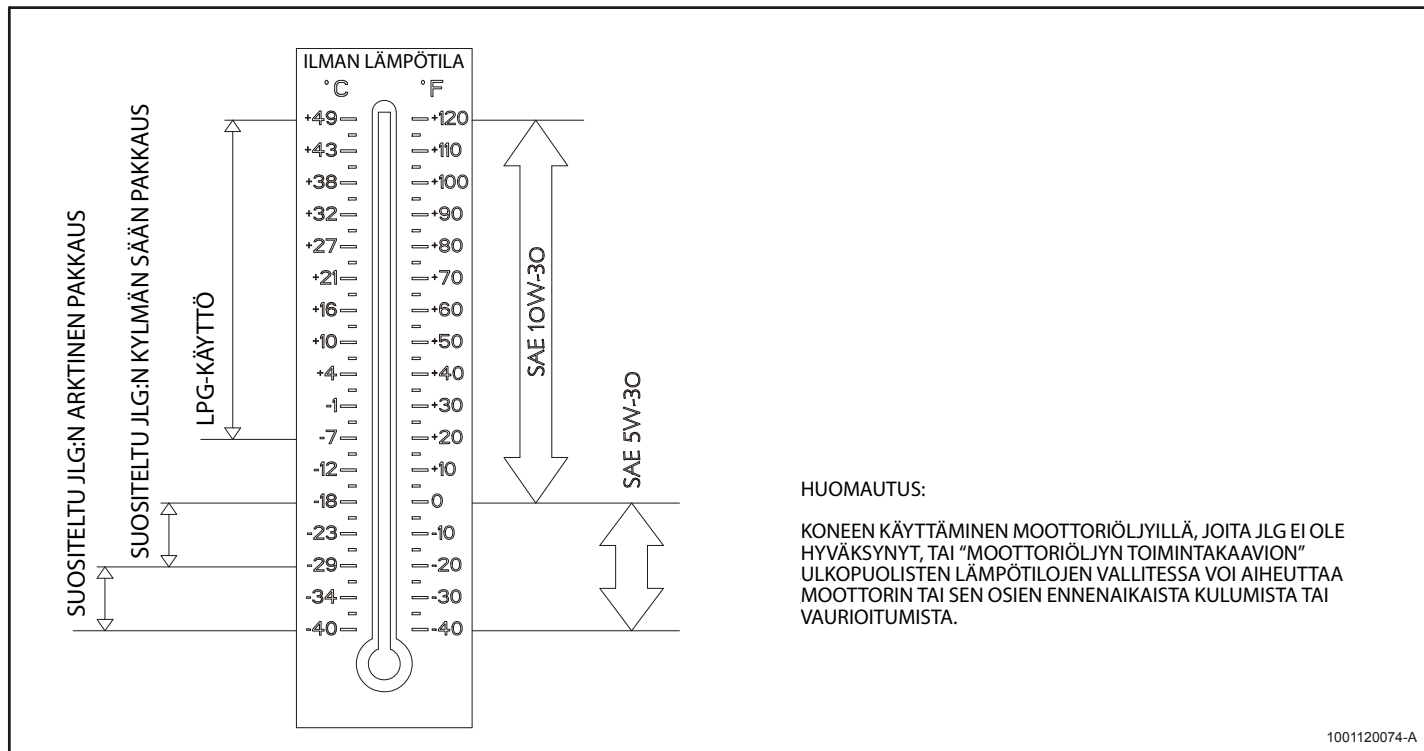 ILMAN LÄMPÖTILA
°C °F
+49 +120
+43 +110
+38 +100
+32 +90
+27 +80
+21 +70
+16 +60
+10 +50
+4 +40
-1 +30
-7 +20
-12 +10
-18 0
-23 -10
-29 -20
-34 -30
-40 -40
SUOSITELTU JLG:N ARKTINEN PAKKAUS
SUOSITELTU JLG:N KYLMÄN SÄÄN PAKKAUS
LPG-KÄYTTÖ
SAE 10W-30
SAE 5W-30
HUOMAUTUS:
KONEEN KÄYTTÄMINEN MOOTTORIÖLJYILLÄ, JOITA JLG EI OLE
HYVÄKSYNYT, TAI “MOOTTORIÖLJYN TOIMINTAKAAVION”
ULKOPUOLISTEN LÄMPÖTILOJEN VALLITESSA VOI AIHEUTTAA
MOOTTORIN TAI SEN OSIEN ENNENAIKAISTA KULUMISTA TAI
VAURIOITUMISTA.
1001120074-A